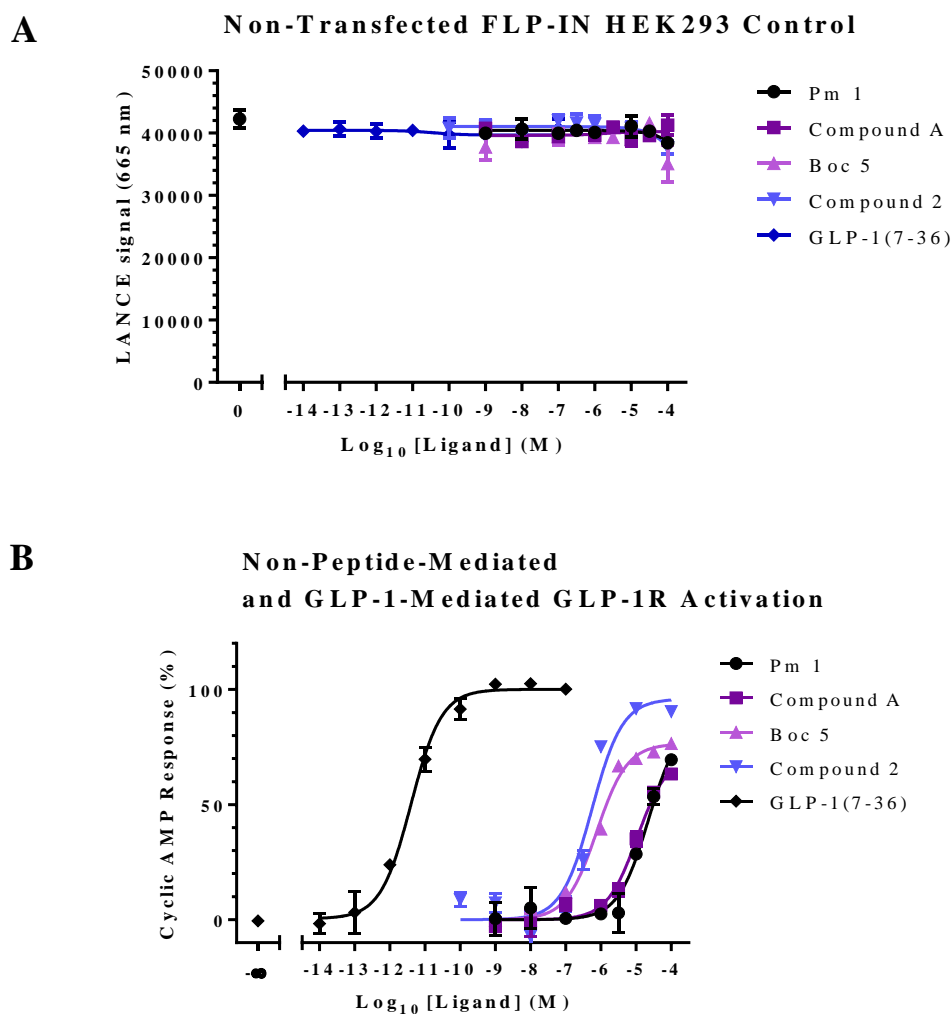 A
Non-Transfected FLP-IN HEK293 Control
LANCE signal (665 nm)
50000
40000
30000
20000
10000
0
0
-14 -13 -12 -11 -10 -9 -8 -7 -6 -5 -4
Log10 [Ligand] (M)
Pm 1
Compound A
Boc 5
Compound 2
GLP-1(7-36)
B
Non-Peptide-Mediated
and GLP-1-Mediated GLP-1R Activation
Cyclic AMP Response (%)
100
50
0
-∞
-14 -13 -12 -11 -10 -9 -8 -7 -6 -5 -4
Log10 [Ligand] (M)
Pm 1
Compound A
Boc 5
Compound 2
GLP-1(7-36)